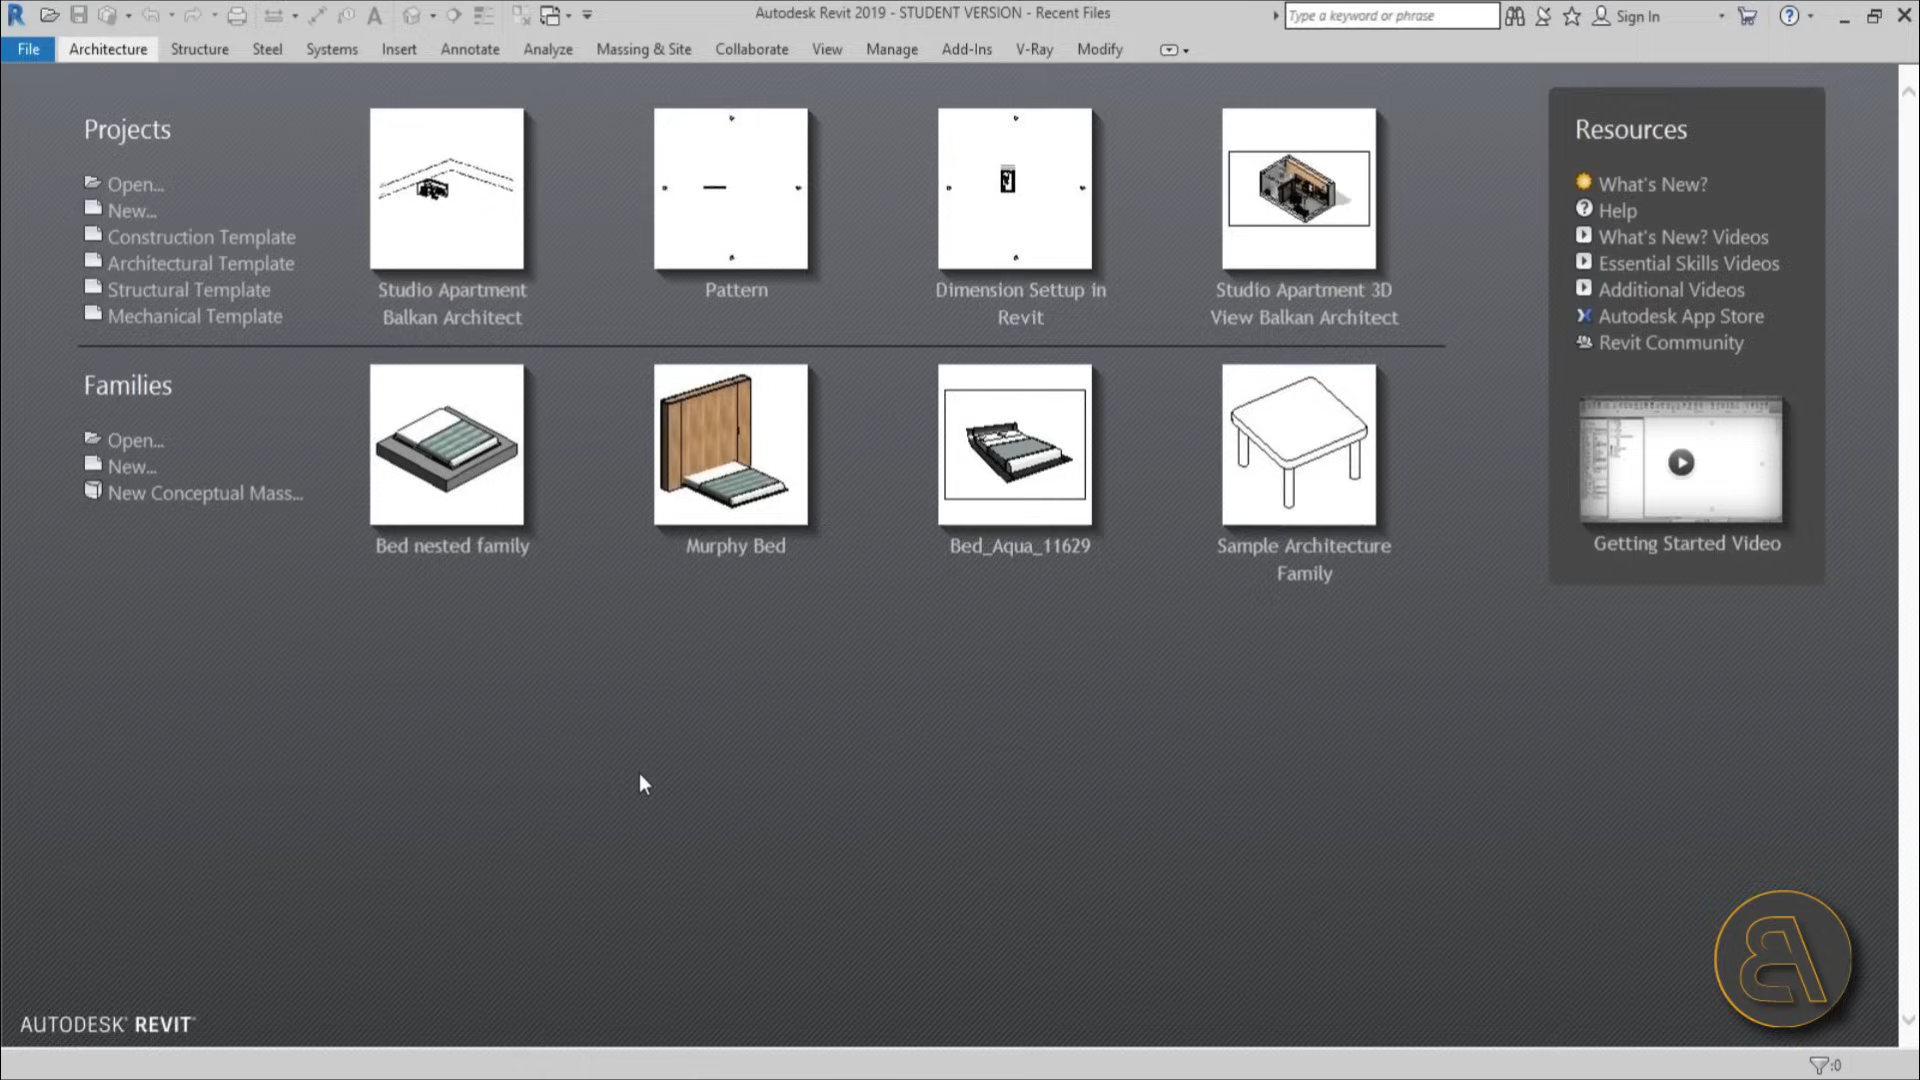 Autodesk Revit 2019 - STUDENT VERSION - Recent Files
Type a keyword or phrase
Sign In
File Architecture Structure Steel Systems Insert Annotate Analyze Massing & Site Collaborate View Manage Add-Ins V-Ray Modify
Projects
Open...
New...
Construction Template
Architectural Template
Structural Template
Mechanical Template
Studio Apartment
Balkan Architect
Pattern
Dimension Settup in
Revit
Studio Apartment 3D
View Balkan Architect
Families
Open...
New...
New Conceptual Mass...
Bed nested family
Murphy Bed
Bed_Aqua_11629
Sample Architecture
Family
Resources
What's New?
Help
What's New? Videos
Essential Skills Videos
Additional Videos
Autodesk App Store
Revit Community
Getting Started Video
AUTODESK® REVIT®
:0